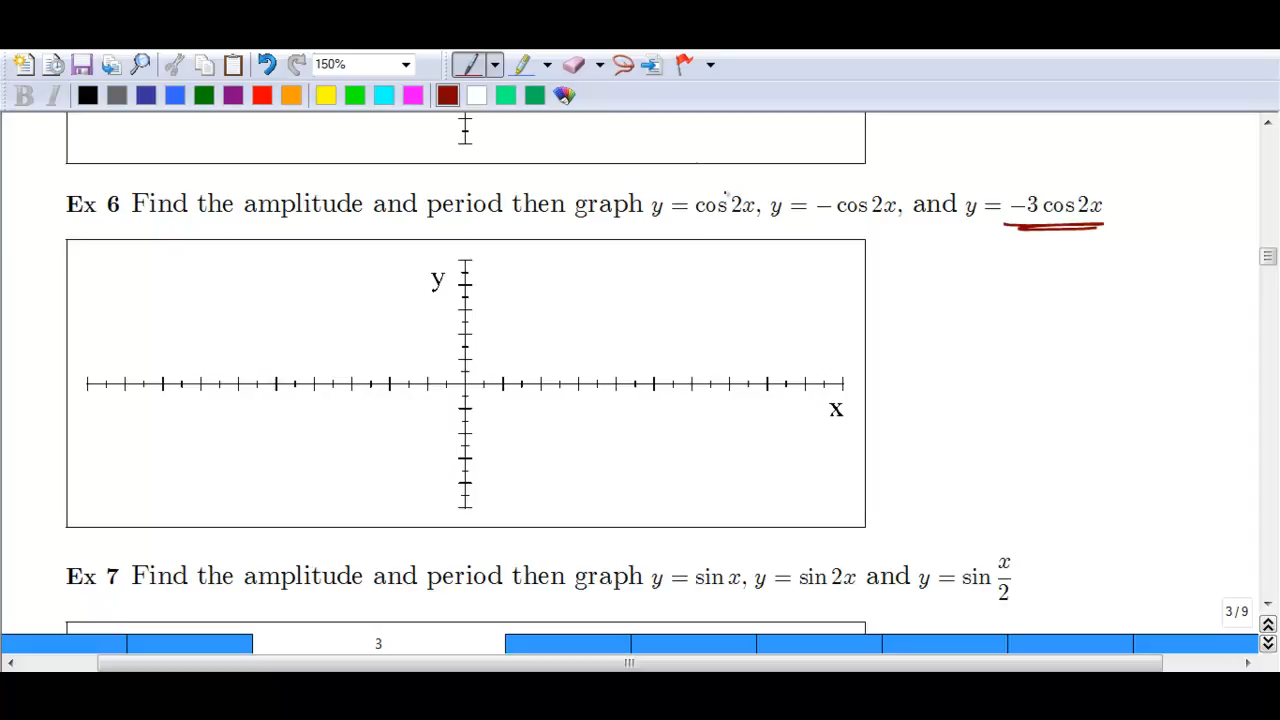 150%
B I
Ex 6 Find the amplitude and period then graph y = cos 2x, y = − cos 2x, and y = −3 cos 2x
y
x
Ex 7 Find the amplitude and period then graph y = sin x, y = sin 2x and y = sin x/2
3/9
3